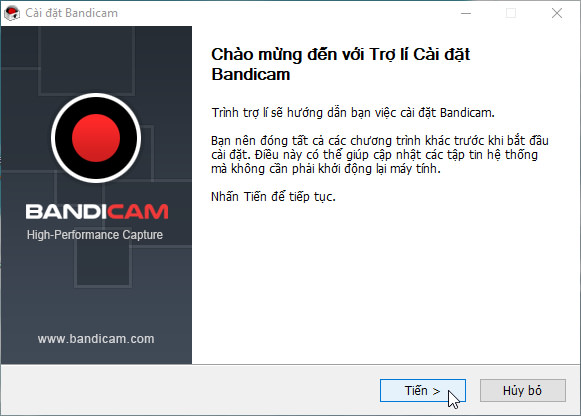 Cài đặt Bandicam
Chào mừng đến với Trợ lí Cài đặt
Bandicam
Trình trợ lí sẽ hướng dẫn bạn việc cài đặt Bandicam.
Bạn nên đóng tất cả các chương trình khác trước khi bắt đầu
cài đặt. Điều này có thể giúp cập nhật các tập tin hệ thống
mà không cần phải khởi động lại máy tính.
Nhấn Tiến để tiếp tục.
BANDICAM
High-Performance Capture
www.bandicam.com
Tiến >
Hủy bỏ